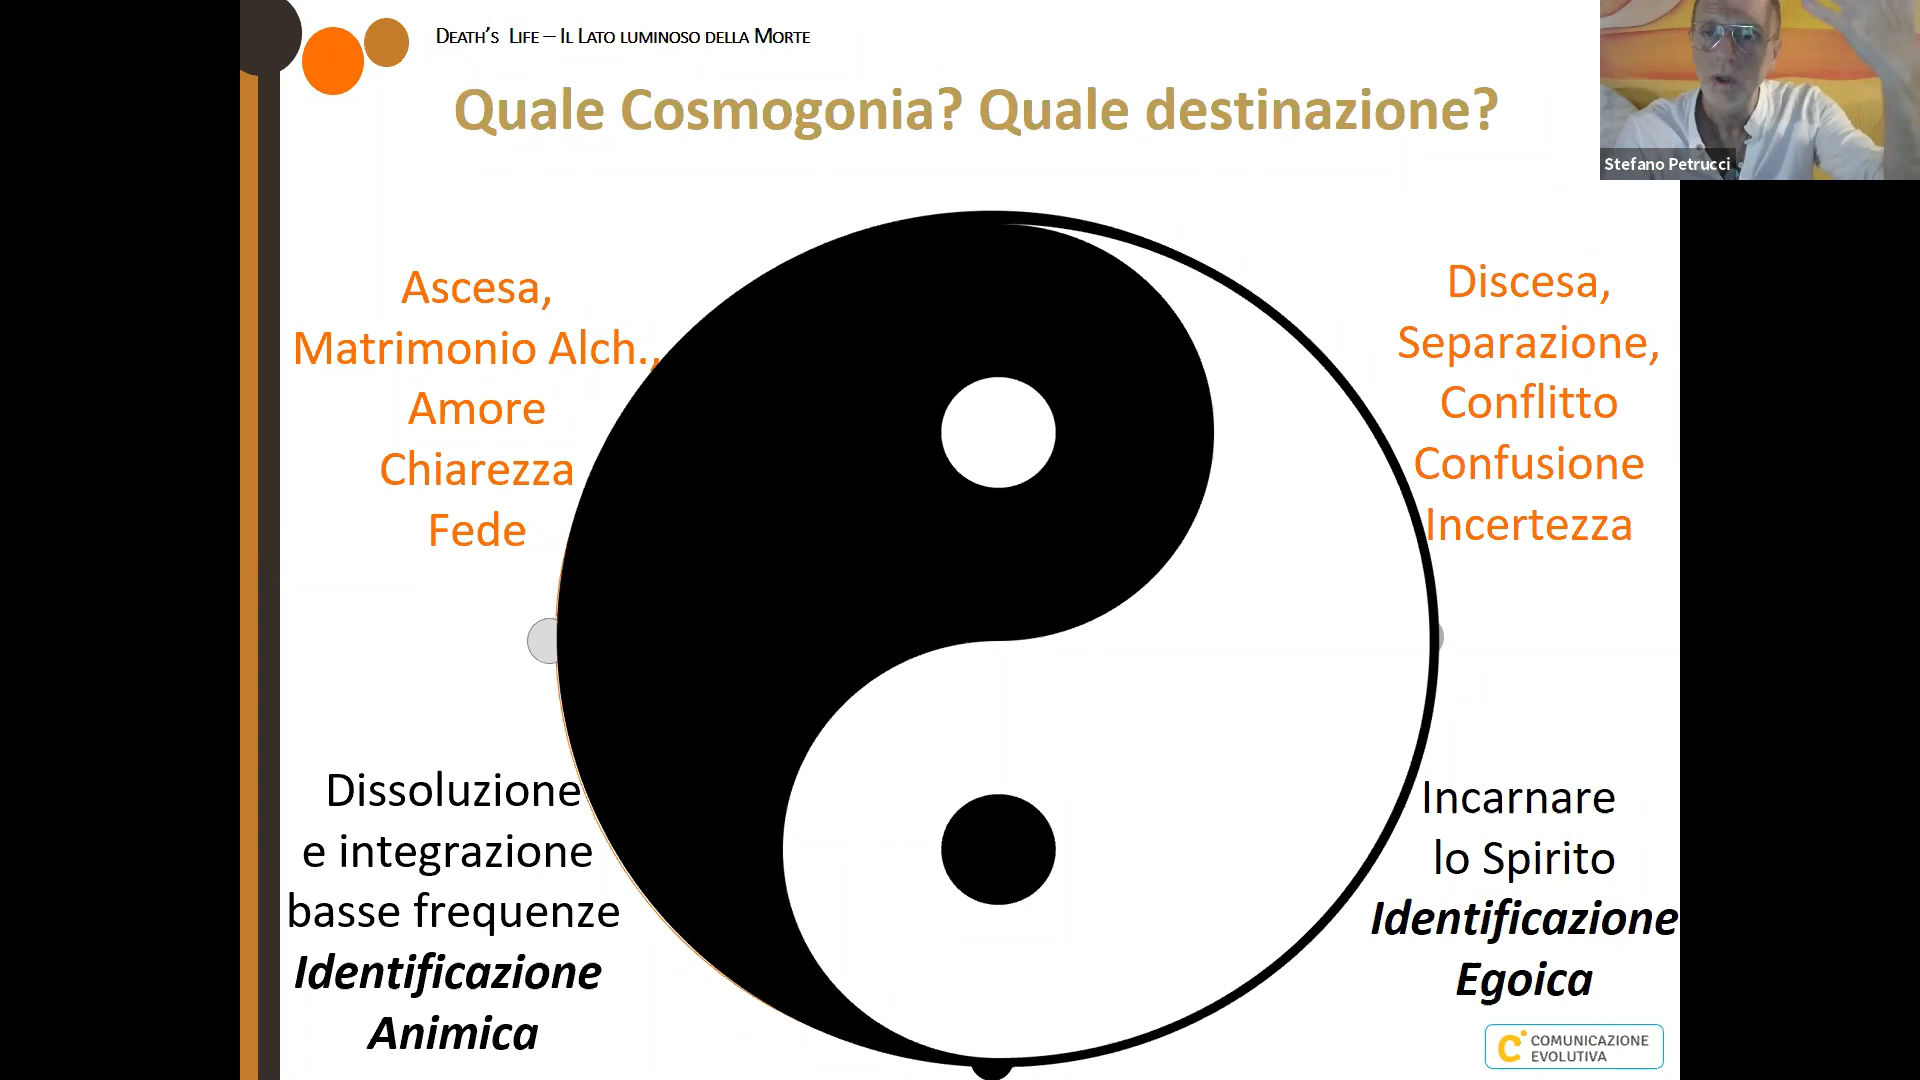 Death's Life – Il Lato luminoso della Morte
Quale Cosmogonia? Quale destinazione?
Stefano Petrucci
Ascesa,
Matrimonio Alch.,
Amore
Chiarezza
Fede
Discesa,
Separazione,
Conflitto
Confusione
Incertezza
Dissoluzione
e integrazione
basse frequenze
Identificazione
Animica
Incarnare
lo Spirito
Identificazione
Egoica
COMUNICAZIONE
EVOLUTIVA